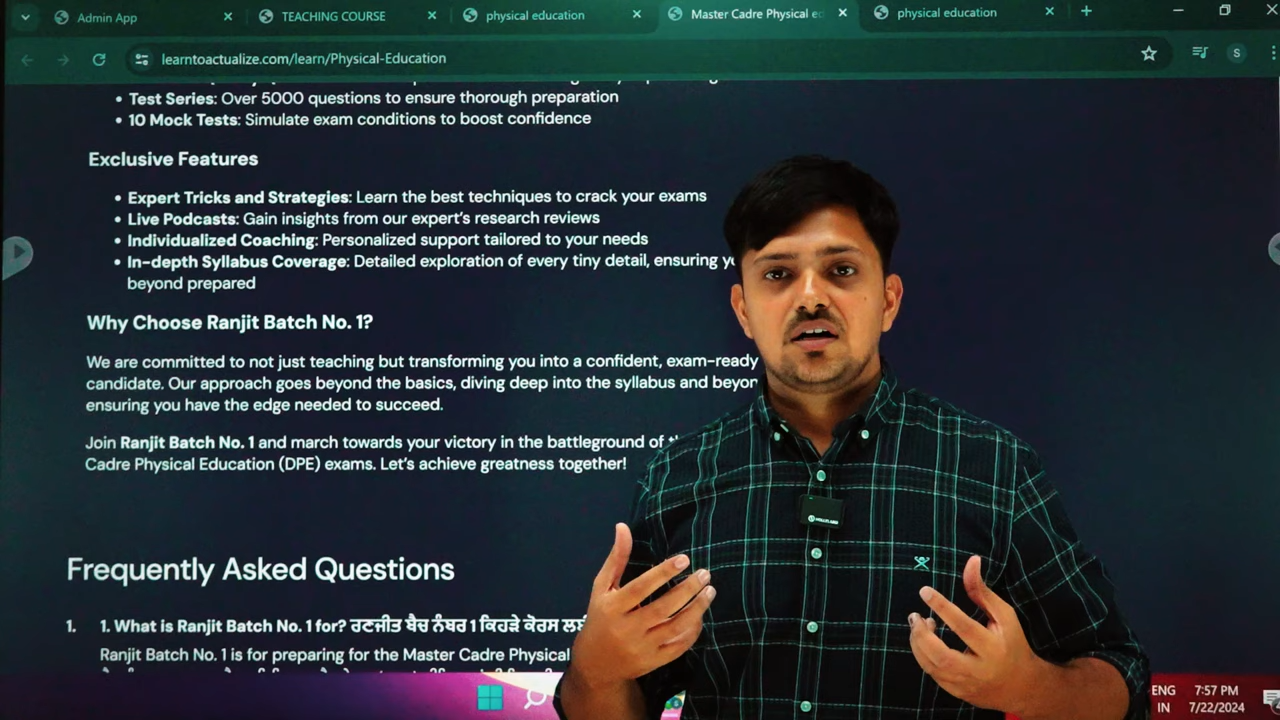 Admin App
TEACHING COURSE
physical education
Master Cadre Physical ed
physical education
learntoactualize.com/learn/Physical-Education
S
• Test Series: Over 5000 questions to ensure thorough preparation
• 10 Mock Tests: Simulate exam conditions to boost confidence
Exclusive Features
• Expert Tricks and Strategies: Learn the best techniques to crack your exams
• Live Podcasts: Gain insights from our expert's research reviews
• Individualized Coaching: Personalized support tailored to your needs
• In-depth Syllabus Coverage: Detailed exploration of every tiny detail, ensuring
beyond prepared
Why Choose Ranjit Batch No. 1?
We are committed to not just teaching but transforming you into a confident, exam-ready
candidate. Our approach goes beyond the basics, diving deep into the syllabus and
ensuring you have the edge needed to succeed.
Join Ranjit Batch No. 1 and march towards your victory in the battleground of
Cadre Physical Education (DPE) exams. Let's achieve greatness together!
Frequently Asked Questions
1. 1. What is Ranjit Batch No. 1 for? ਰਣਜੀਤ ਬੈਚ ਨੰਬਰ 1 ਕਿਹੜੇ ਕੋਰਸ
Ranjit Batch No. 1 is for preparing for the Master Cadre Physical
ENG 7:57 PM
IN 7/22/2024